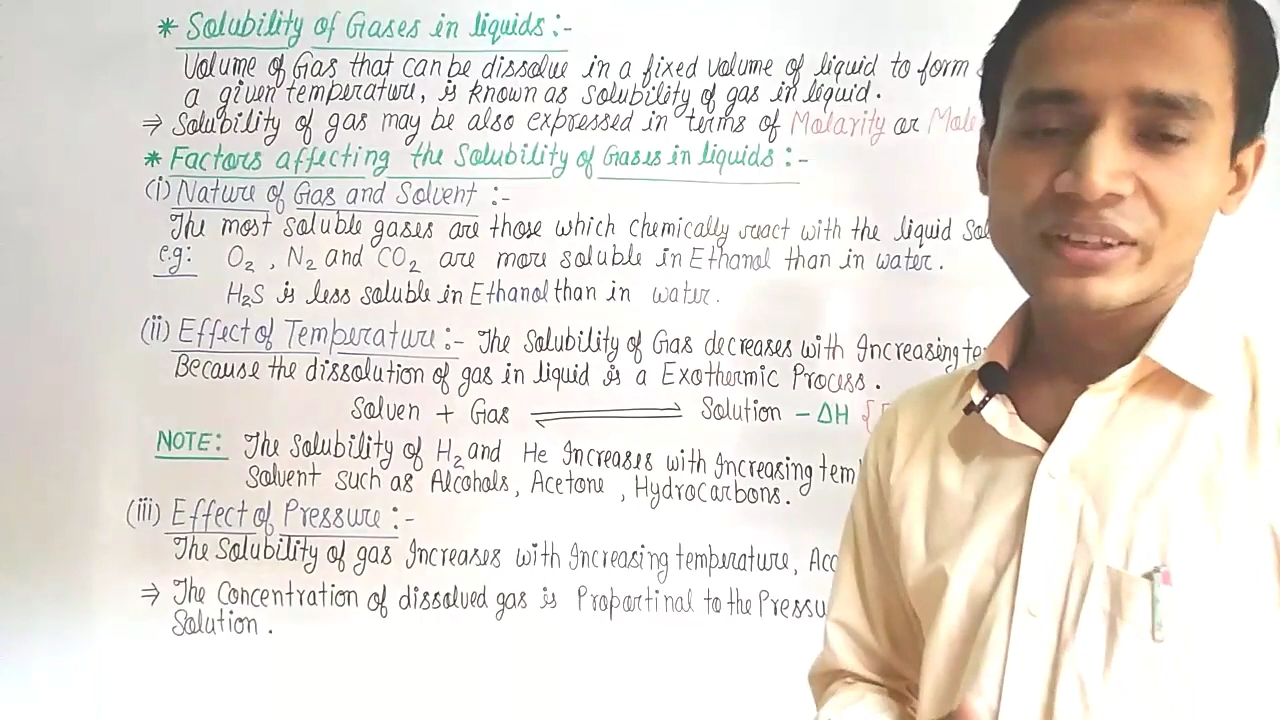 * Solubility of Gases in liquids :-
Volume of Gas that can be dissolve in a fixed volume of liquid to form
a given temperature, is known as solubility of gas in liquid.
⇒ Solubility of gas may be also expressed in terms of Molarity or Mole
* Factors affecting the Solubility of Gases in liquids :-
(i) Nature of Gas and Solvent :-
The most soluble gases are those which chemically react with the liquid
e.g: O₂, N₂ and CO₂ are more soluble in Ethanol than in water.
H₂S is less soluble in Ethanol than in water.
(ii) Effect of Temperature :- The Solubility of Gas decreases with Increasing
Because the dissolution of gas in liquid is a Exothermic Process.
Solven + Gas ⇌ Solution - ΔH {
NOTE: The Solubility of H₂ and He Increases with Increasing
Solvent such as Alcohols, Acetone, Hydrocarbons.
(iii) Effect of Pressure :-
The Solubility of gas Increases with Increasing temperature,
⇒ The Concentration of dissolved gas is Propartinal to the
Solution.